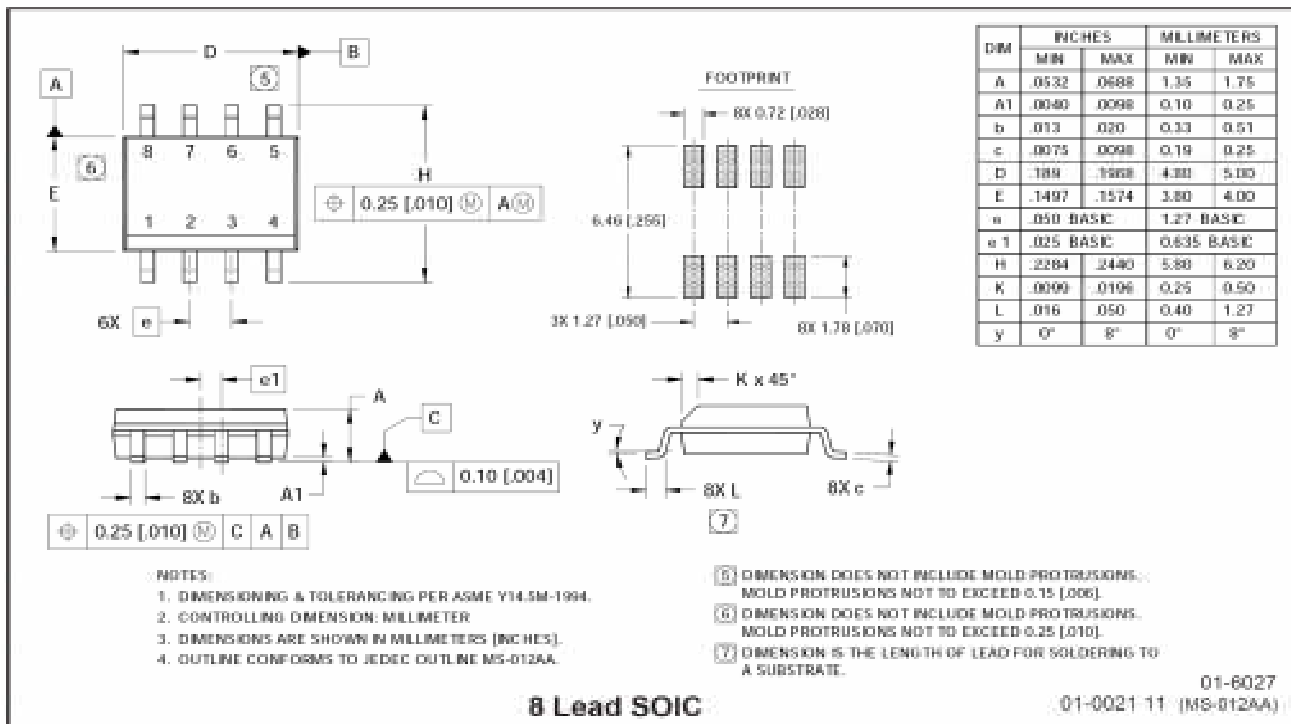 D
B
5
A
8 7 6 5
6
E
H
⌖ 0.25 [.010] Ⓜ A Ⓜ
1 2 3 4
6X e
FOOTPRINT
8X 0.72 [.028]
6.46 [.255]
3X 1.27 [.050]
8X 1.78 [.070]
DIM INCHES MILLIMETERS
MIN MAX MIN MAX
A .0532 .0688 1.35 1.75
A1 .0040 .0098 0.10 0.25
b .013 .020 0.33 0.51
c .0075 .0098 0.19 0.25
D .189 .1968 4.80 5.00
E .1497 .1574 3.80 4.00
e .050 BASIC 1.27 BASIC
e 1 .025 BASIC 0.635 BASIC
H .2284 .2440 5.80 6.20
K .0099 .0196 0.25 0.50
L .016 .050 0.40 1.27
y 0° 8° 0° 8°
e1
A
C
0.10 [.004]
8X b
A1
⌖ 0.25 [.010] Ⓜ C A B
K x 45°
y
8X L
8X c
7
NOTES:
1. DIMENSIONING & TOLERANCING PER ASME Y14.5M-1994.
2. CONTROLLING DIMENSION: MILLIMETER
3. DIMENSIONS ARE SHOWN IN MILLIMETERS [INCHES].
4. OUTLINE CONFORMS TO JEDEC OUTLINE MS-012AA.
5 DIMENSION DOES NOT INCLUDE MOLD PROTRUSIONS.
MOLD PROTRUSIONS NOT TO EXCEED 0.15 [.006].
6 DIMENSION DOES NOT INCLUDE MOLD PROTRUSIONS.
MOLD PROTRUSIONS NOT TO EXCEED 0.25 [.010].
7 DIMENSION IS THE LENGTH OF LEAD FOR SOLDERING TO
A SUBSTRATE.
8 Lead SOIC
01-6027
01-0021 11 (MS-012AA)